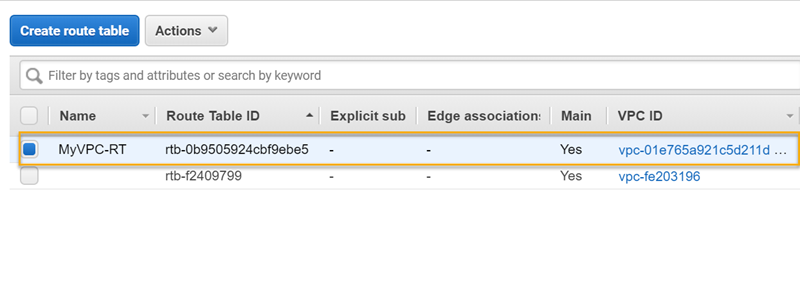 Create route table Actions
Filter by tags and attributes or search by keyword
Name Route Table ID Explicit sub Edge associations Main VPC ID
MyVPC-RT rtb-0b9505924cbf9ebe5 - - Yes vpc-01e765a921c5d211d ...
rtb-f2409799 - - Yes vpc-fe203196